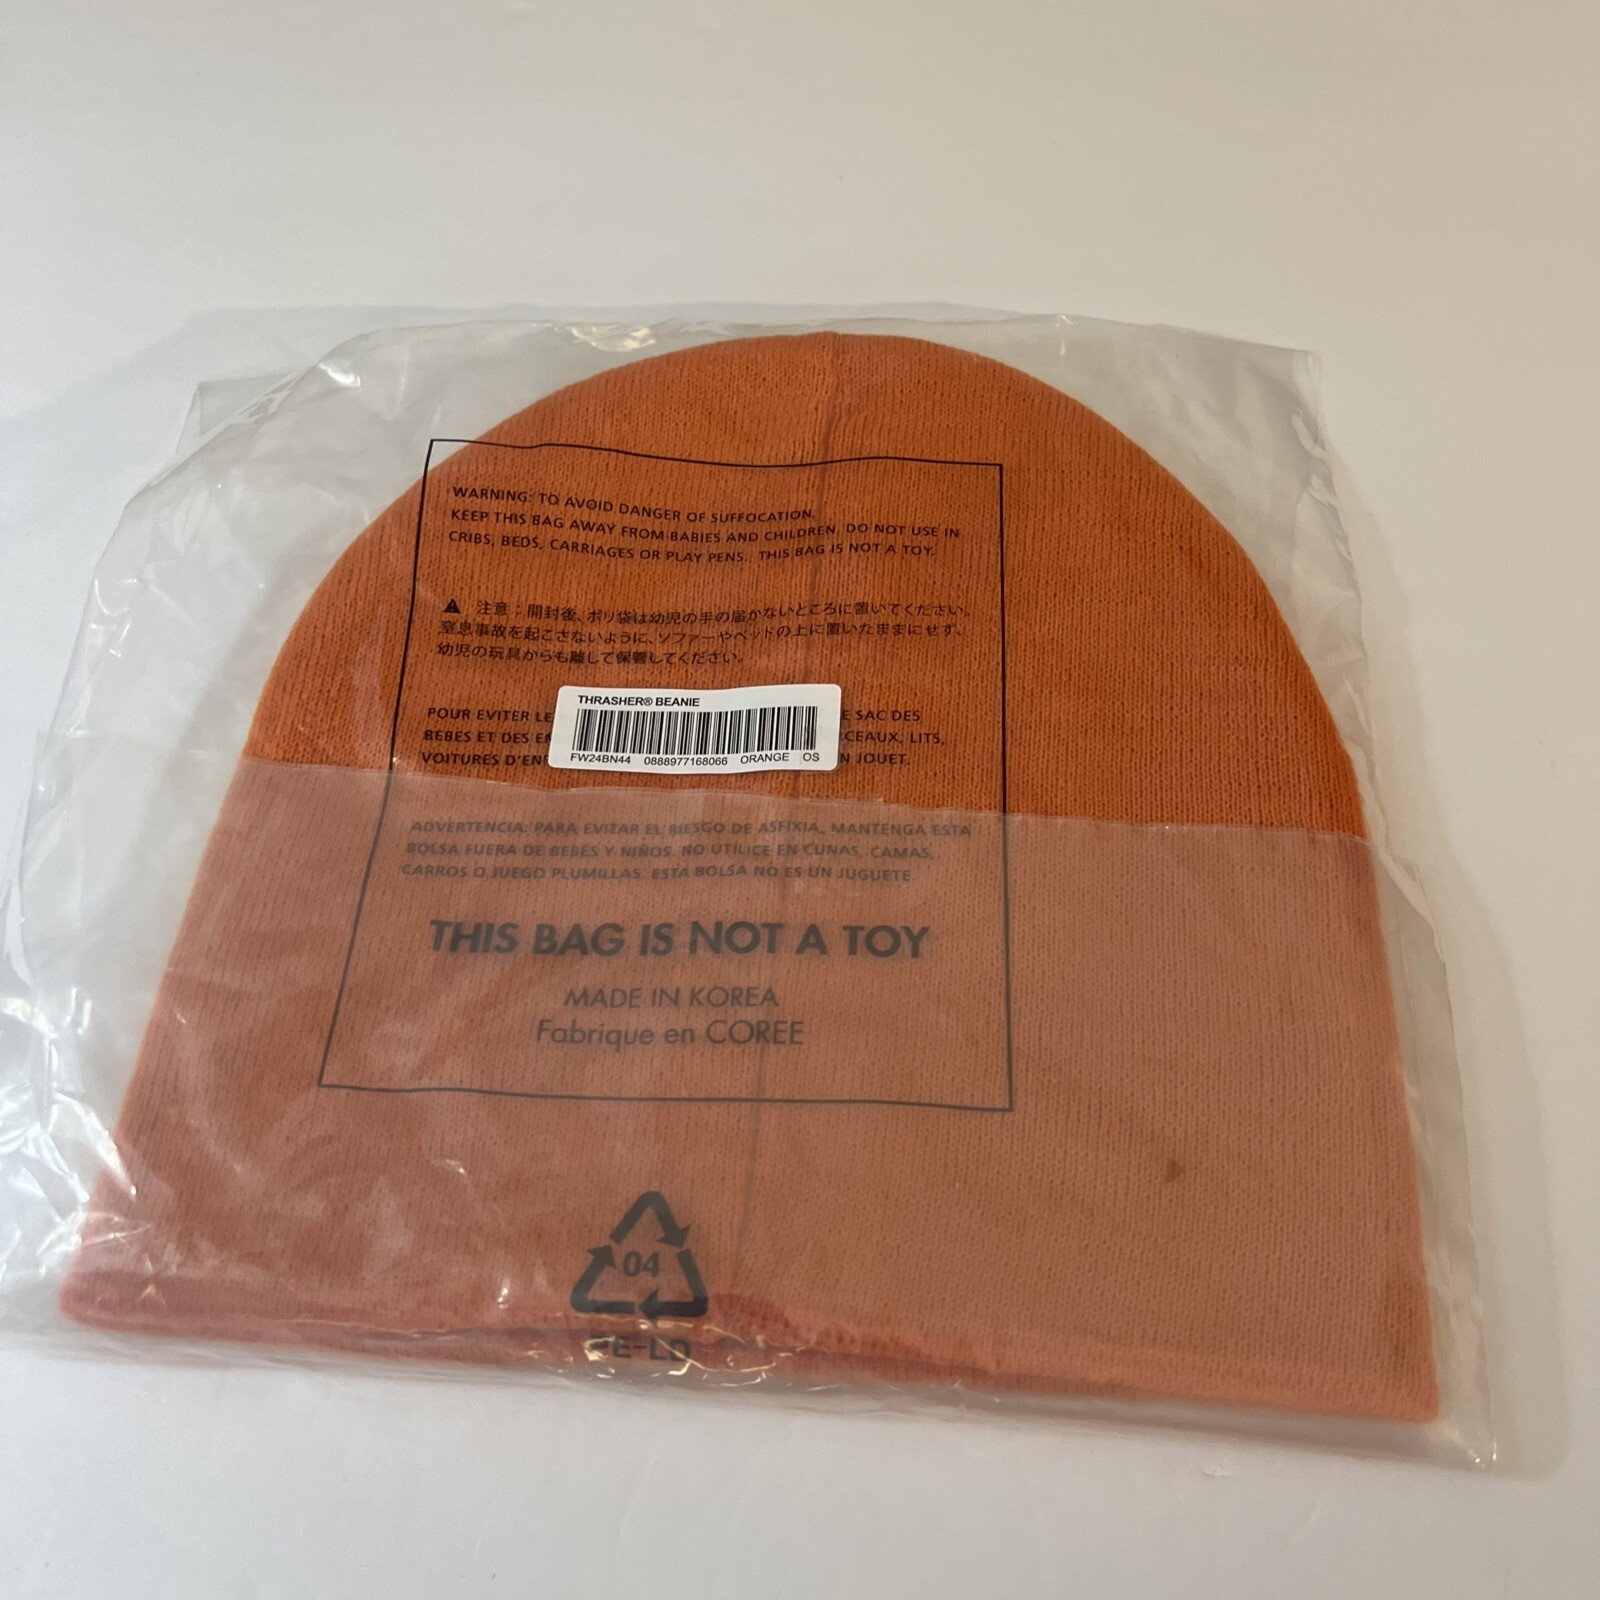 WARNING: TO AVOID DANGER OF SUFFOCATION.
KEEP THIS BAG AWAY FROM BABIES AND CHILDREN, DO NOT USE IN
CRIBS, BEDS, CARRIAGES OR PLAY PENS. THIS BAG IS NOT A TOY.
注意：開封後、ポリ袋は幼児の手の届かないところに置いてください。
窒息事故を起こさないように、ソファーやベッドの上に置いたままにせず、
幼児の玩具からも離して保管してください。
THRASHER® BEANIE
FW24BN44 0888977168066 ORANGE OS
POUR EVITER LE SAC DES
BEBES ET DES LITS,
VOITURES D'EN JOUET.
ADVERTENCIA: PARA EVITAR EL RIESGO DE ASFIXIA, MANTENGA ESTA
BOLSA FUERA DE BEBÉS Y NIÑOS. NO UTILICE EN CUNAS, CAMAS,
CARROS O JUEGO PLUMILLAS. ESTA BOLSA NO ES UN JUGUETE.
THIS BAG IS NOT A TOY
MADE IN KOREA
Fabrique en COREE
04
PE-LD